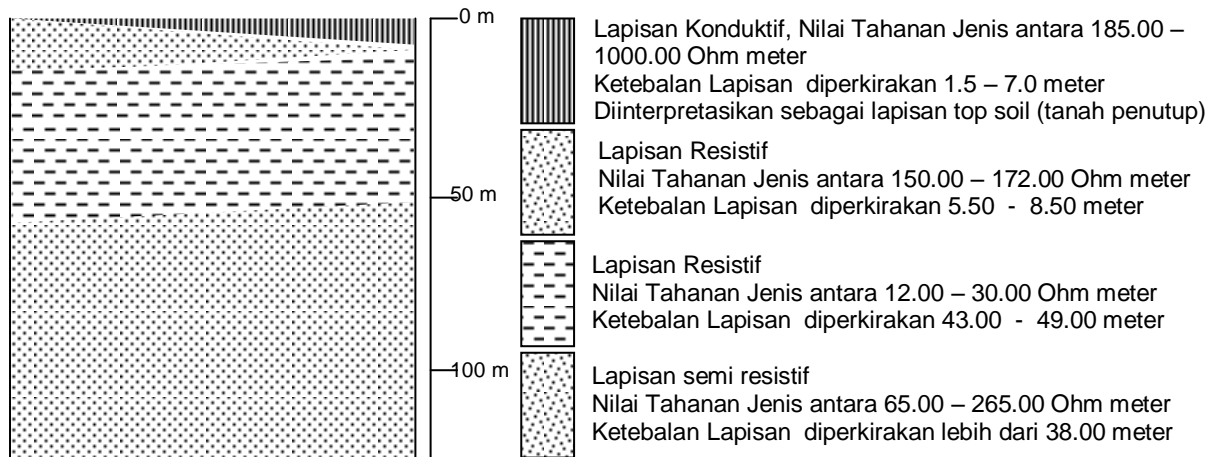 0 m
50 m
100 m
Lapisan Konduktif, Nilai Tahanan Jenis antara 185.00 –
1000.00 Ohm meter
Ketebalan Lapisan diperkirakan 1.5 – 7.0 meter
Diinterpretasikan sebagai lapisan top soil (tanah penutup)
Lapisan Resistif
Nilai Tahanan Jenis antara 150.00 – 172.00 Ohm meter
Ketebalan Lapisan diperkirakan 5.50 - 8.50 meter
Lapisan Resistif
Nilai Tahanan Jenis antara 12.00 – 30.00 Ohm meter
Ketebalan Lapisan diperkirakan 43.00 - 49.00 meter
Lapisan semi resistif
Nilai Tahanan Jenis antara 65.00 – 265.00 Ohm meter
Ketebalan Lapisan diperkirakan lebih dari 38.00 meter